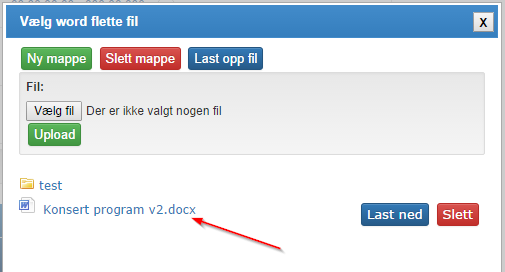 Vælg word flette fil
X
Ny mappe Slett mappe Last opp fil
Fil:
Vælg fil Der er ikke valgt nogen fil
Upload
test
Konsert program v2.docx
Last ned Slett